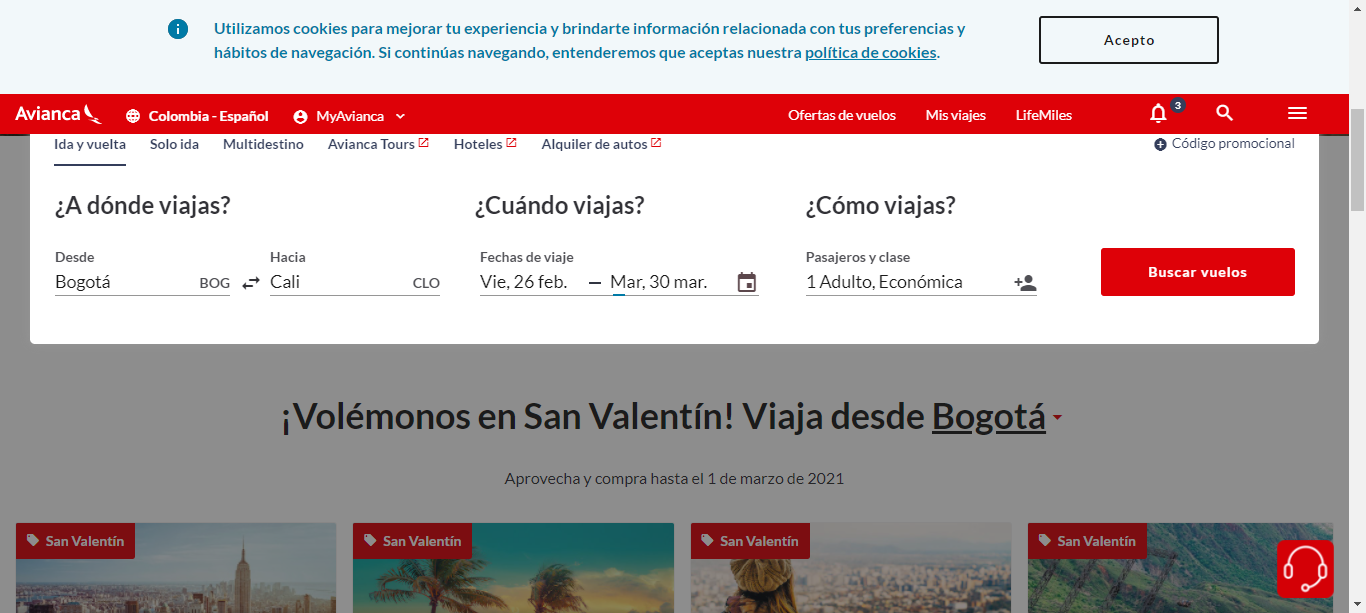 Utilizamos cookies para mejorar tu experiencia y brindarte información relacionada con tus preferencias y
hábitos de navegación. Si continúas navegando, entenderemos que aceptas nuestra política de cookies.
Acepto
Avianca
Colombia - Español
MyAvianca
Ofertas de vuelos
Mis viajes
LifeMiles
3
Ida y vuelta
Solo ida
Multidestino
Avianca Tours
Hoteles
Alquiler de autos
Código promocional
¿A dónde viajas?
¿Cuándo viajas?
¿Cómo viajas?
Desde
Hacia
Fechas de viaje
Pasajeros y clase
Bogotá
BOG
Cali
CLO
Vie, 26 feb.
Mar, 30 mar.
1 Adulto, Económica
Buscar vuelos
¡Volémonos en San Valentín! Viaja desde Bogotá
Aprovecha y compra hasta el 1 de marzo de 2021
San Valentín
San Valentín
San Valentín
San Valentín